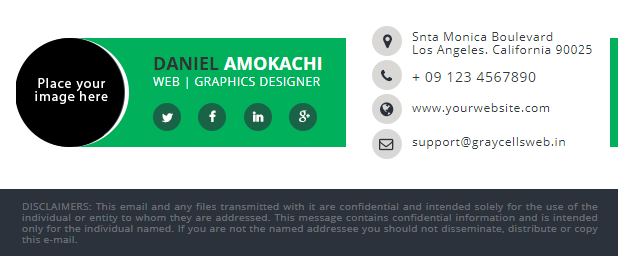 Place your
image here
DANIEL AMOKACHI
WEB | GRAPHICS DESIGNER
Snta Monica Boulevard
Los Angeles. California 90025
+ 09 123 4567890
www.yourwebsite.com
support@graycellsweb.in
DISCLAIMERS: This email and any files transmitted with it are confidential and intended solely for the use of the
individual or entity to whom they are addressed. This message contains confidential information and is intended
only for the individual named. If you are not the named addressee you should not disseminate, distribute or copy
this e-mail.